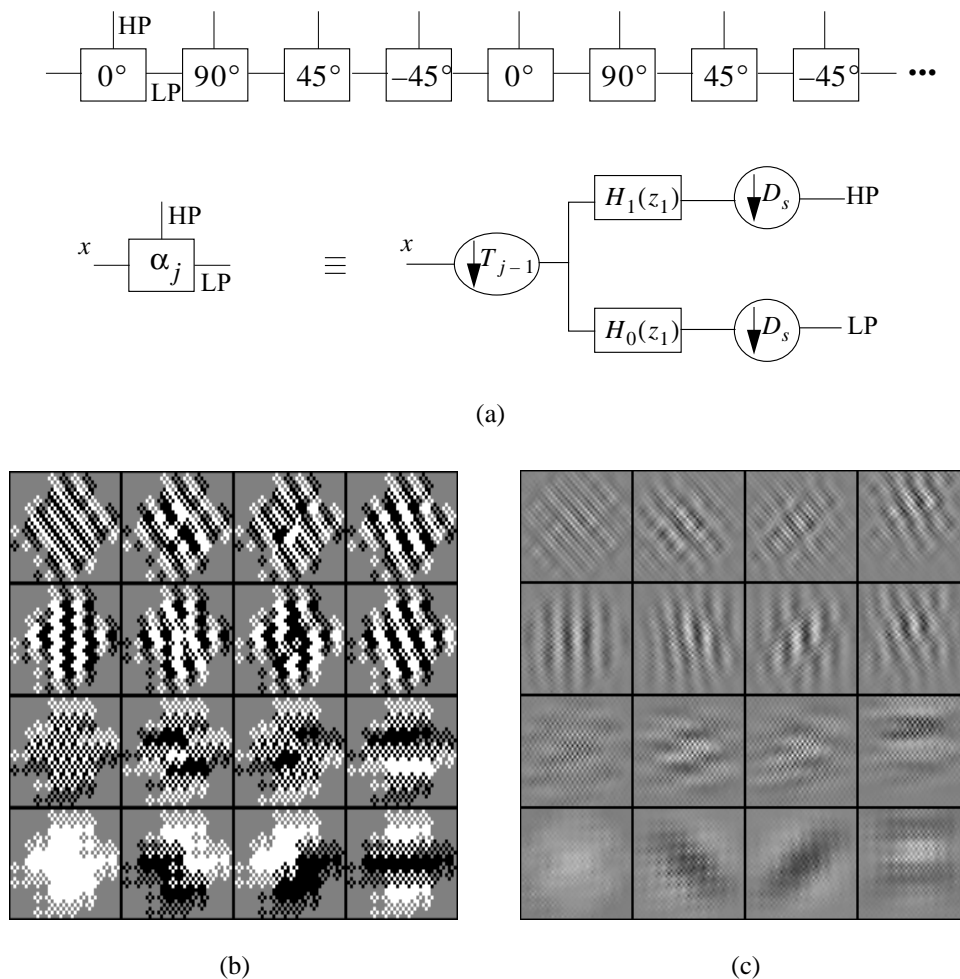 HP
0° 90° 45° –45° 0° 90° 45° –45° •••
LP
HP
x α_j LP
≡
x T_{j–1}
H_1(z_1) D_s HP
H_0(z_1) D_s LP
(a)
(b) (c)